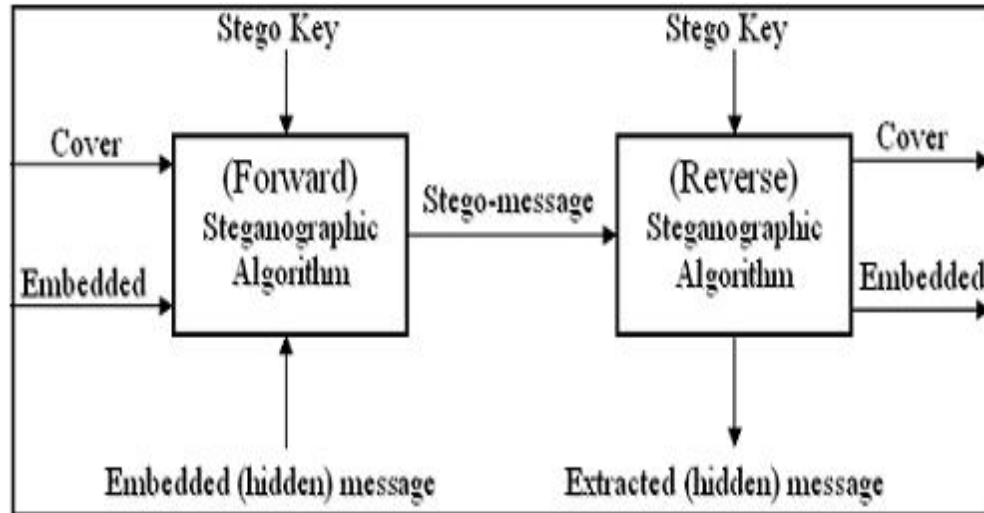 Stego Key
Stego Key
Cover
(Forward)
Steganographic
Algorithm
Embedded
Stego-message
(Reverse)
Steganographic
Algorithm
Cover
Embedded
Embedded (hidden) message
Extracted (hidden) message